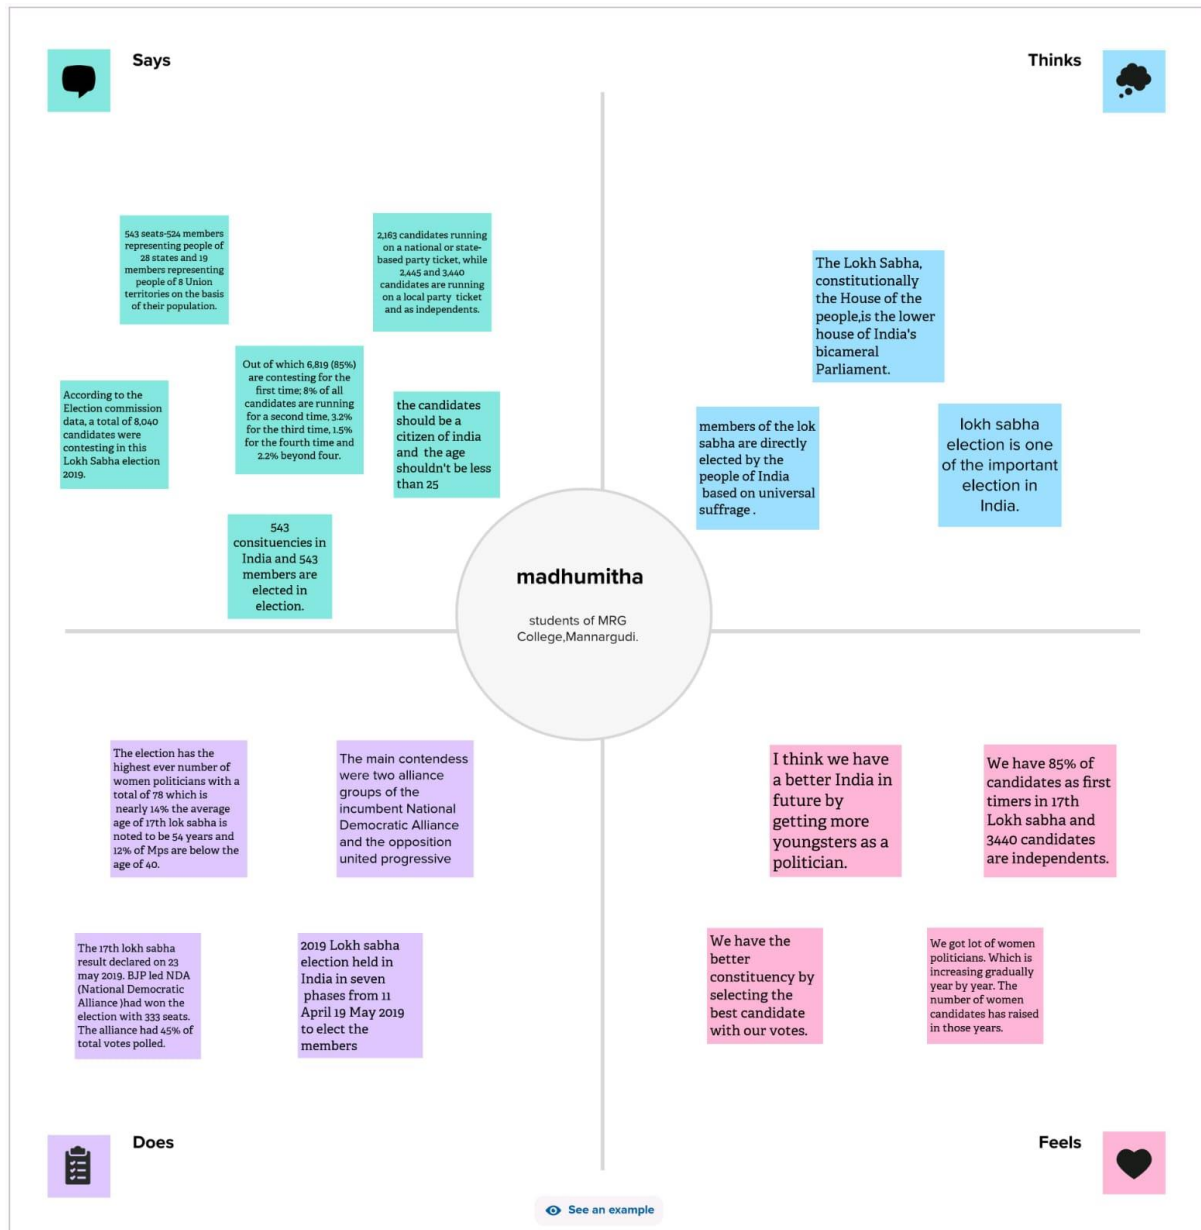 Says
Thinks
543 seats-524 members
representing people of
28 states and 19
members representing
people of 8 Union
territories on the basis
of their population.
2,163 candidates running
on a national or state-
based party ticket, while
2,445 and 3,440
candidates are running
on a local party ticket
and as independents.
According to the
Election commission
data, a total of 8,040
candidates were
contesting in this
Lokh Sabha election
2019.
Out of which 6,819 (85%)
are contesting for the
first time; 8% of all
candidates are running
for a second time, 3.2%
for the third time, 1.5%
for the fourth time and
2.2% beyond four.
the candidates
should be a
citizen of india
and the age
shouldn't be less
than 25
543
consituencies in
India and 543
members are
elected in
election.
The Lokh Sabha,
constitutionally
the House of the
people,is the lower
house of India's
bicameral
Parliament.
members of the lok
sabha are directly
elected by the
people of India
based on universal
suffrage .
lokh sabha
election is one
of the important
election in
India.
madhumitha
students of MRG
College,Mannargudi.
The election has the
highest ever number of
women politicians with a
total of 78 which is
nearly 14% the average
age of 17th lok sabha is
noted to be 54 years and
12% of Mps are below the
age of 40.
The main contendess
were two alliance
groups of the
incumbent National
Democratic Alliance
and the opposition
united progressive
The 17th lokh sabha
result declared on 23
may 2019. BJP led NDA
(National Democratic
Alliance )had won the
election with 333 seats.
The alliance had 45% of
total votes polled.
2019 Lokh sabha
election held in
India in seven
phases from 11
April 19 May 2019
to elect the
members
I think we have
a better India in
future by
getting more
youngsters as a
politician.
We have 85% of
candidates as first
timers in 17th
Lokh sabha and
3440 candidates
are independents.
We have the
better
constituency by
selecting the
best candidate
with our votes.
We got lot of women
politicians. Which is
increasing gradually
year by year. The
number of women
candidates has raised
in those years.
Does
Feels
See an example